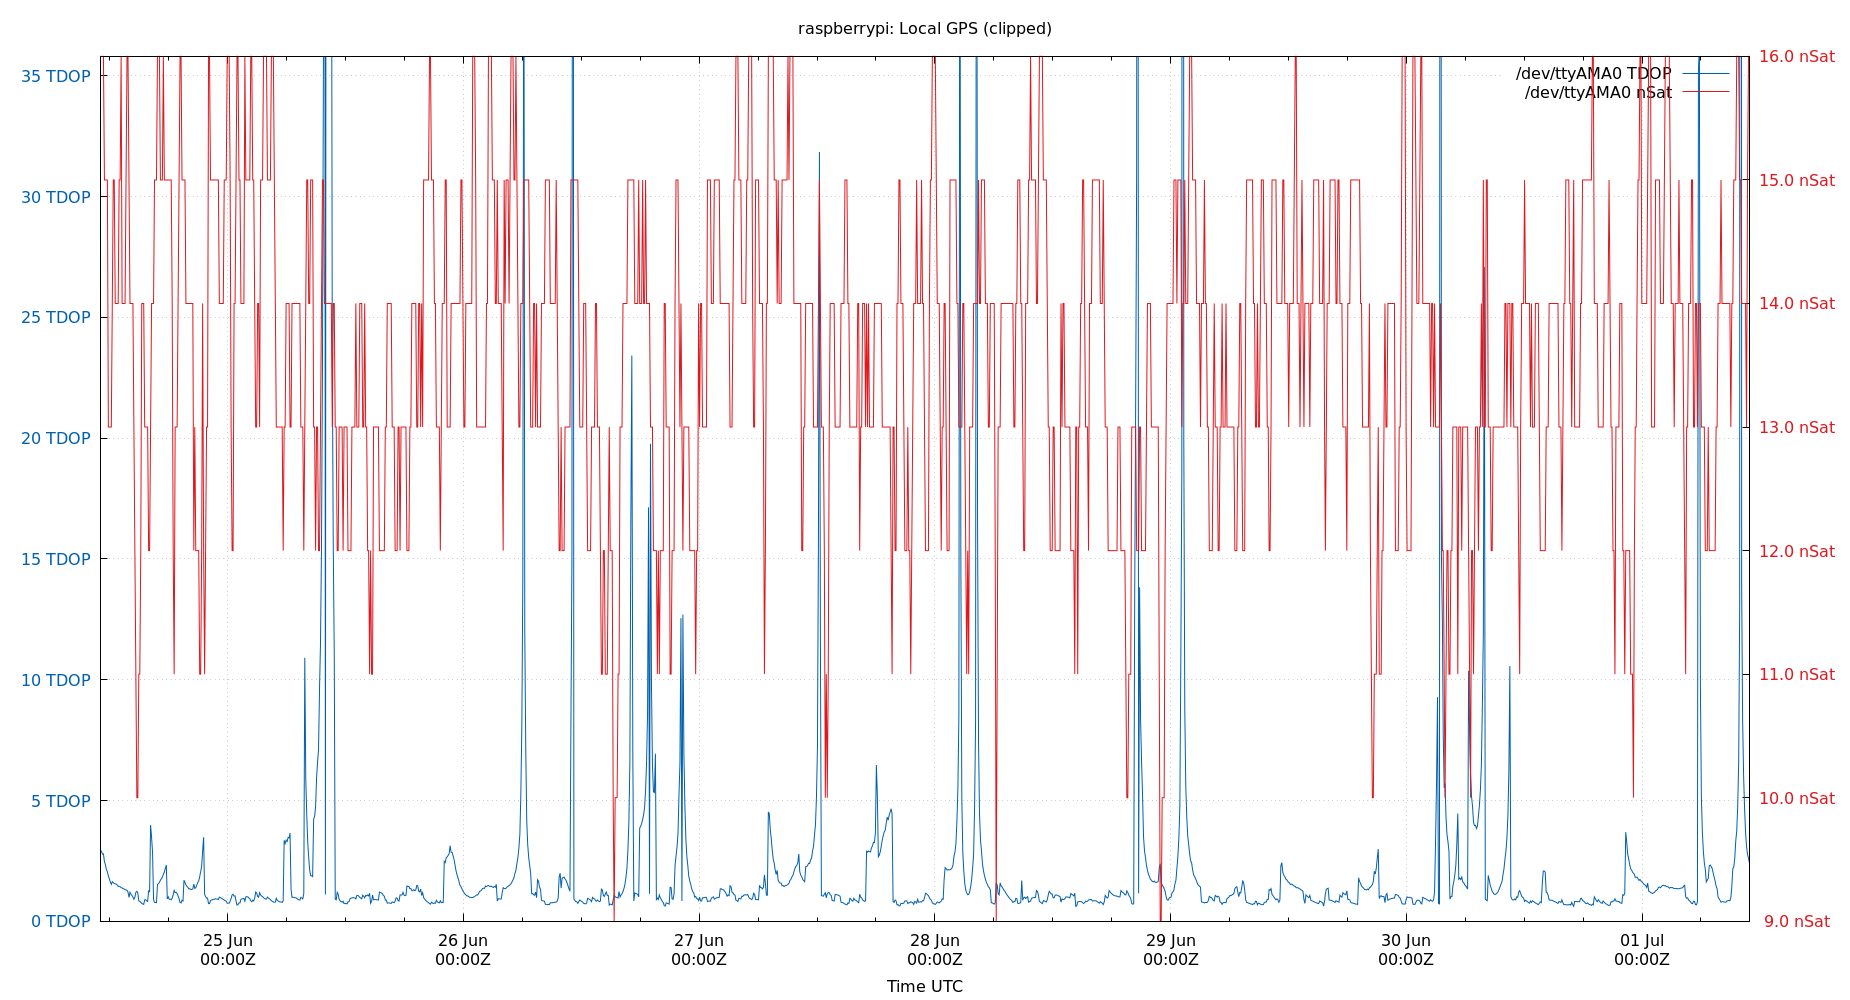 raspberrypi: Local GPS (clipped)
35 TDOP
30 TDOP
25 TDOP
20 TDOP
15 TDOP
10 TDOP
5 TDOP
0 TDOP
/dev/ttyAMA0 TDOP
/dev/ttyAMA0 nSat
16.0 nSat
15.0 nSat
14.0 nSat
13.0 nSat
12.0 nSat
11.0 nSat
10.0 nSat
9.0 nSat
25 Jun 26 Jun 27 Jun 28 Jun 29 Jun 30 Jun 01 Jul
00:00Z 00:00Z 00:00Z 00:00Z 00:00Z 00:00Z 00:00Z
Time UTC